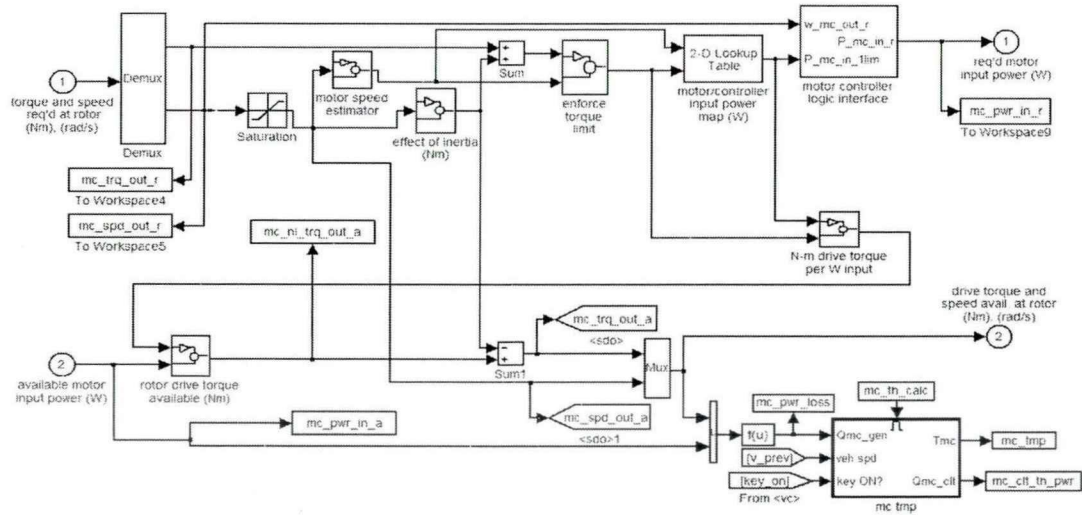 1
torque and speed
req'd at rotor
(Nm), (rad/s)
Demux
Demux
mc_trq_out_r
To Workspace4
mc_spd_out_r
To Workspace5
Saturation
motor speed
estimator
effect of inertia
(Nm)
+
+
Sum
enforce
torque
limit
2-D Lookup
Table
motor/controller
input power
map (W)
w_mc_out_r
P_mc_in_r
P_mc_in_1lim
motor controller
logic interface
1
req'd motor
input power (W)
mc_pwr_in_r
To Workspace9
mc_ni_trq_out_a
N-m drive torque
per W input
2
available motor
input power (W)
rotor drive torque
available (Nm)
mc_pwr_in_a
−
+
Sum1
mc_trq_out_a
<sdo>
mc_spd_out_a
<sdo>1
Mux
drive torque and
speed avail. at rotor
(Nm), (rad/s)
2
mc_pwr_loss
mc_th_calc
f(u)
[v_prev]
[key_on]
From <vc>
Qmc_gen
veh spd
key ON?
Tmc
Qmc_clt
mc tmp
mc_tmp
mc_clt_th_pwr